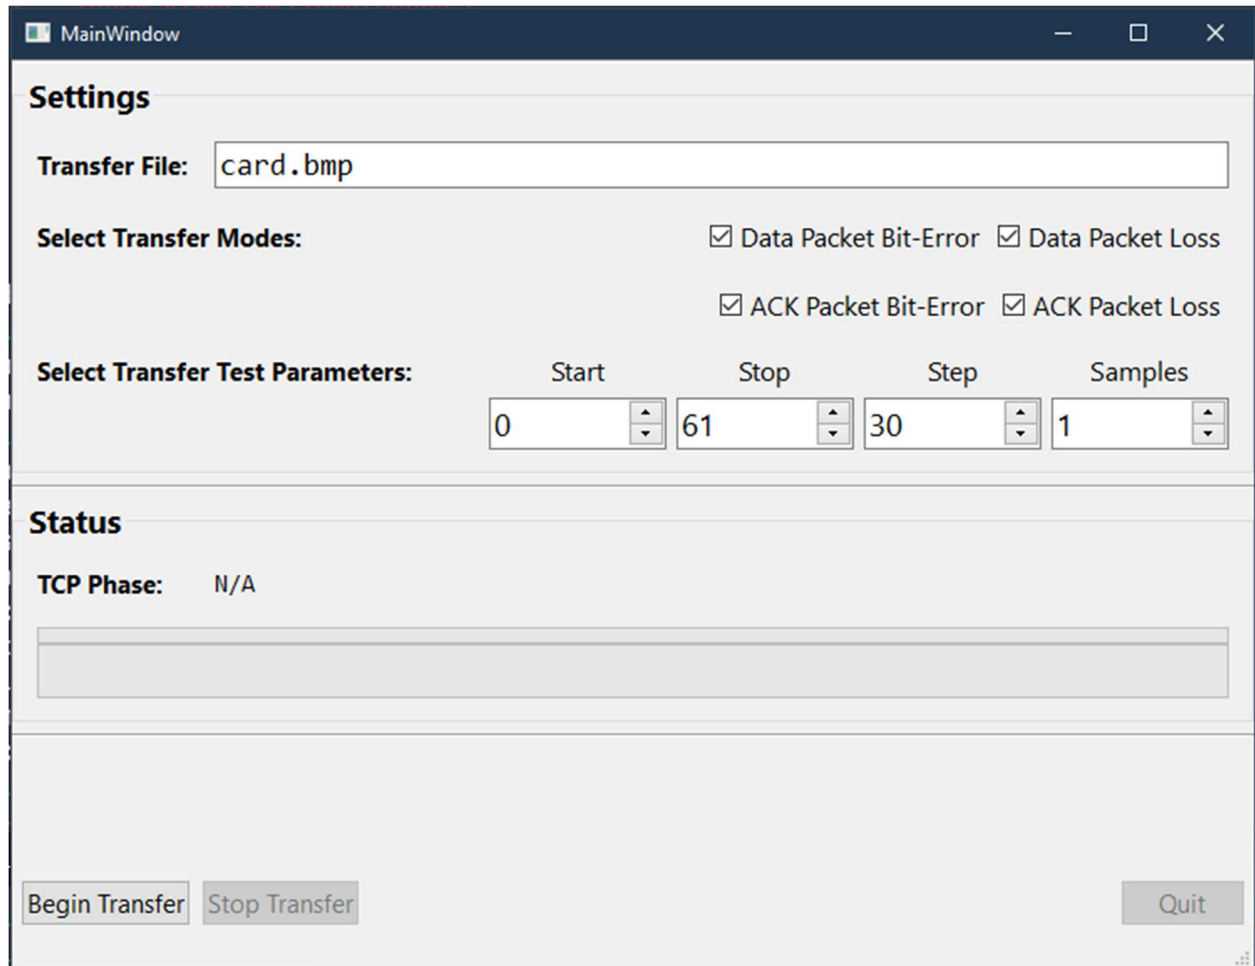 MainWindow
Settings
Transfer File: card.bmp
Select Transfer Modes: Data Packet Bit-Error Data Packet Loss
ACK Packet Bit-Error ACK Packet Loss
Select Transfer Test Parameters: Start Stop Step Samples
0 61 30 1
Status
TCP Phase: N/A
Begin Transfer Stop Transfer Quit